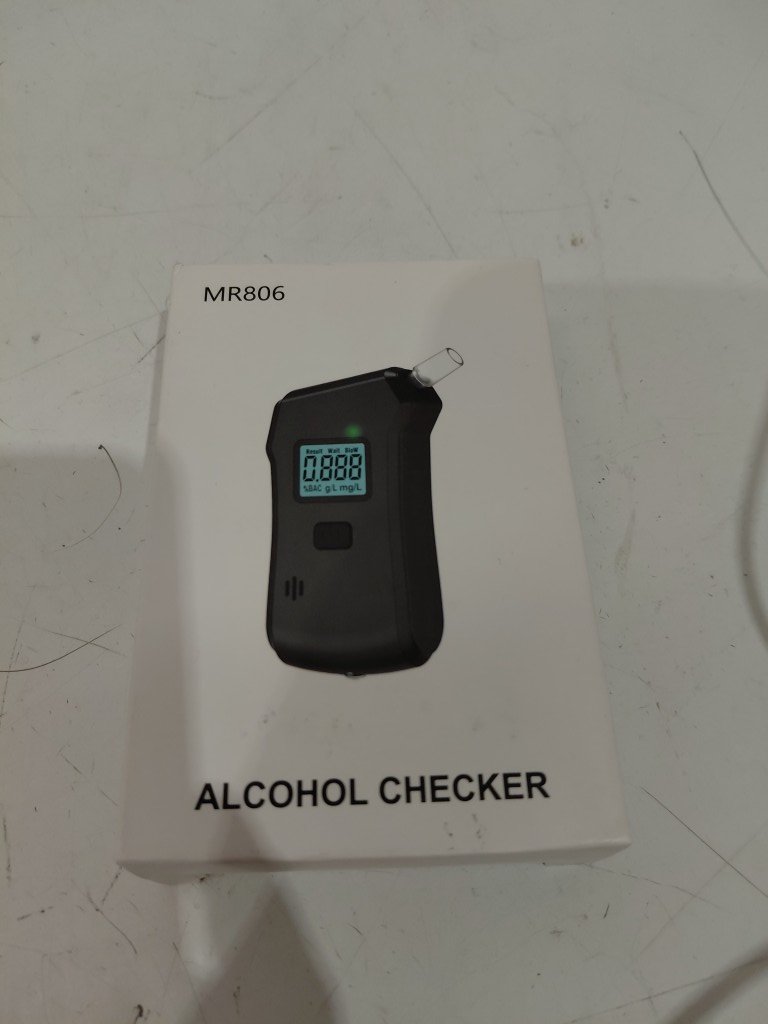 MR806
Result Wait Blow
0.888
%BAC g/L mg/L
ALCOHOL CHECKER